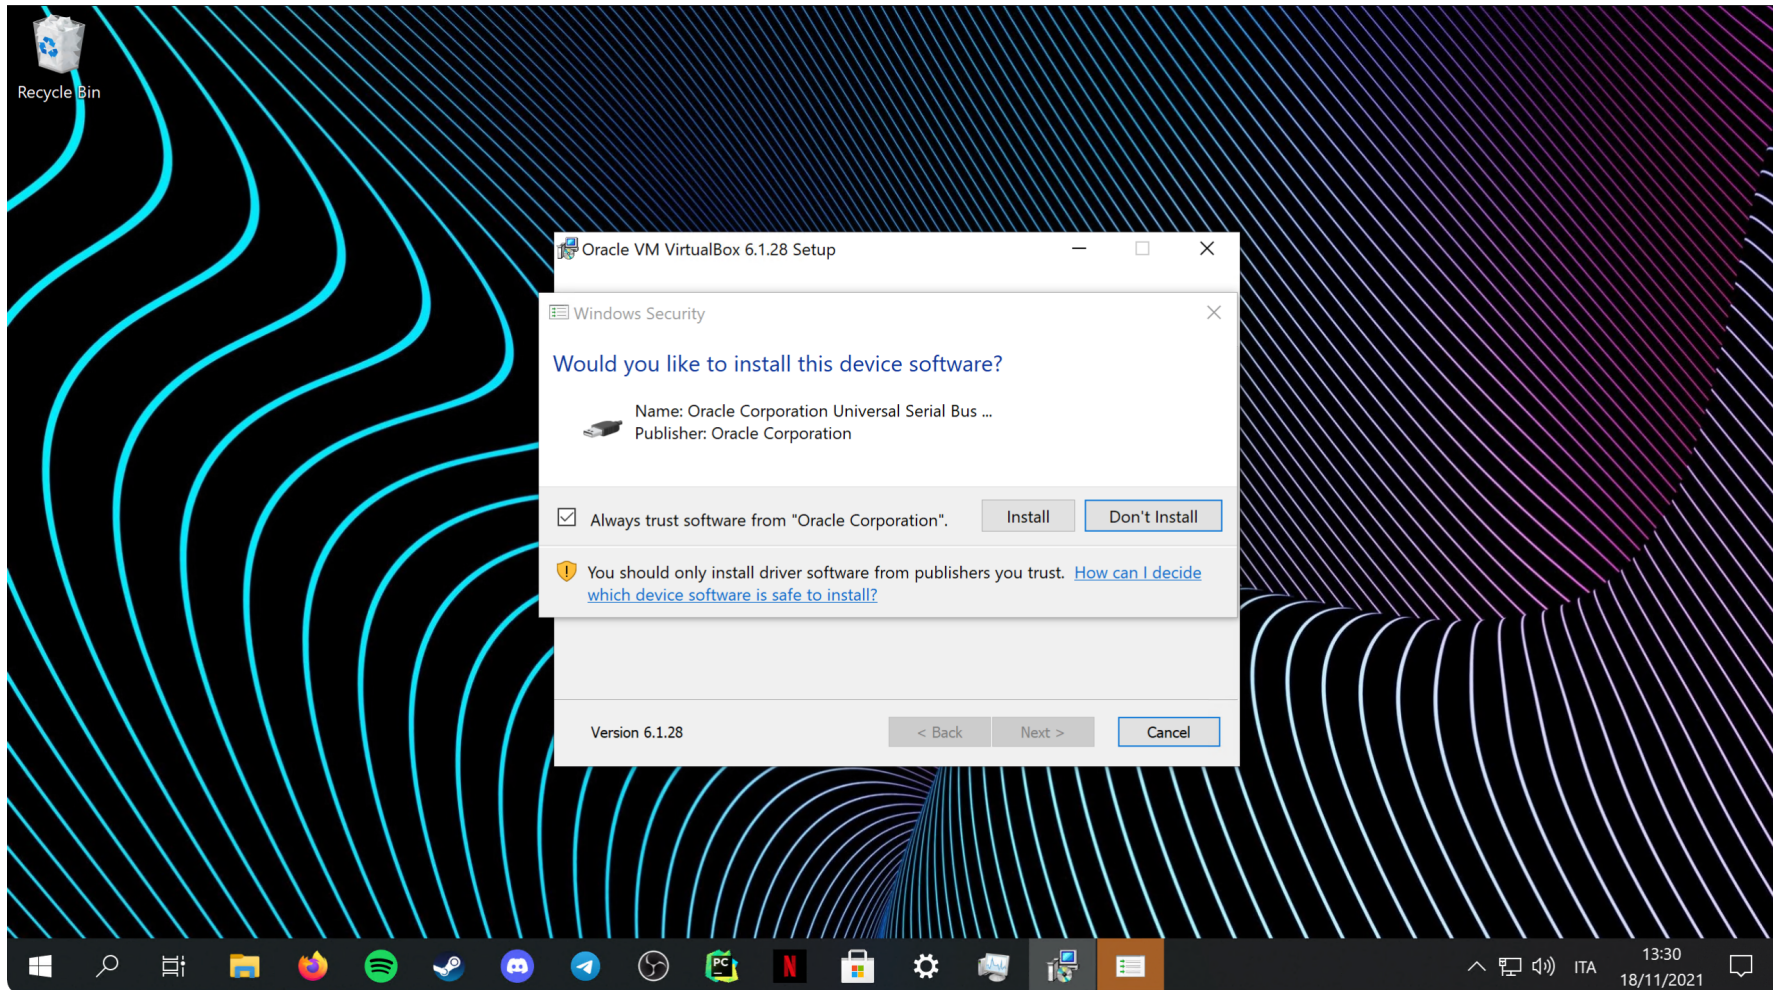 Recycle Bin
Oracle VM VirtualBox 6.1.28 Setup
Windows Security
Would you like to install this device software?
Name: Oracle Corporation Universal Serial Bus ...
Publisher: Oracle Corporation
Always trust software from "Oracle Corporation".
Install
Don't Install
You should only install driver software from publishers you trust. How can I decide
which device software is safe to install?
Version 6.1.28
< Back
Next >
Cancel
PC
N
ITA
13:30
18/11/2021